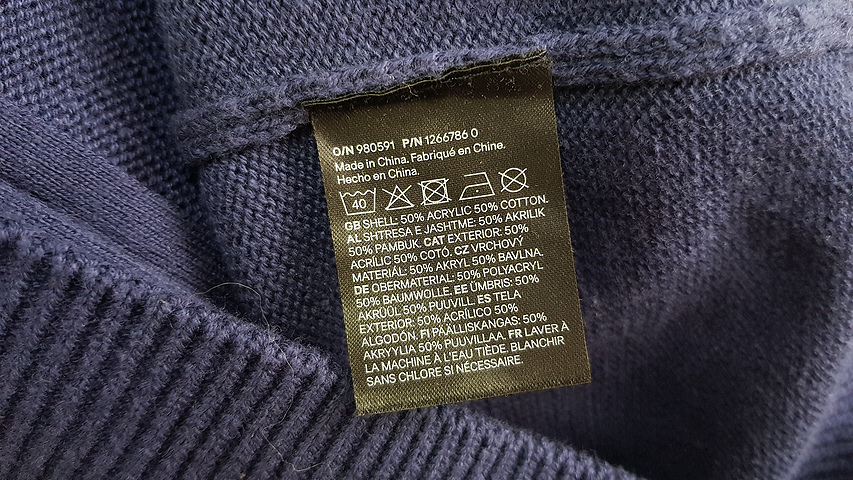 O/N 980591 P/N 1266786 0
Made in China. Fabriqué en Chine.
Hecho en China.
40
GB SHELL: 50% ACRYLIC 50% COTTON.
AL SHTRESA E JASHTME: 50% AKRILIK
50% PAMBUK. CAT EXTERIOR: 50%
ACRÍLIC 50% COTÓ. CZ VRCHOVÝ
MATERIÁL: 50% AKRYL 50% BAVLNA.
DE OBERMATERIAL: 50% POLYACRYL
50% BAUMWOLLE. EE ÜMBRIS: 50%
AKRÜÜL 50% PUUVILL. ES TELA
EXTERIOR: 50% ACRÍLICO 50%
ALGODÓN. FI PÄÄLLISKANGAS: 50%
AKRYYLIA 50% PUUVILLAA. FR LAVER À
LA MACHINE À L'EAU TIÈDE. BLANCHIR
SANS CHLORE SI NÉCESSAIRE.